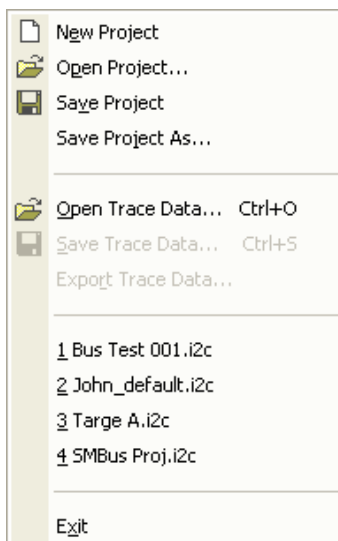 New Project
Open Project...
Save Project
Save Project As...
Open Trace Data... Ctrl+O
Save Trace Data... Ctrl+S
Export Trace Data...
1 Bus Test 001.i2c
2 John_default.i2c
3 Targe A.i2c
4 SMBus Proj.i2c
Exit